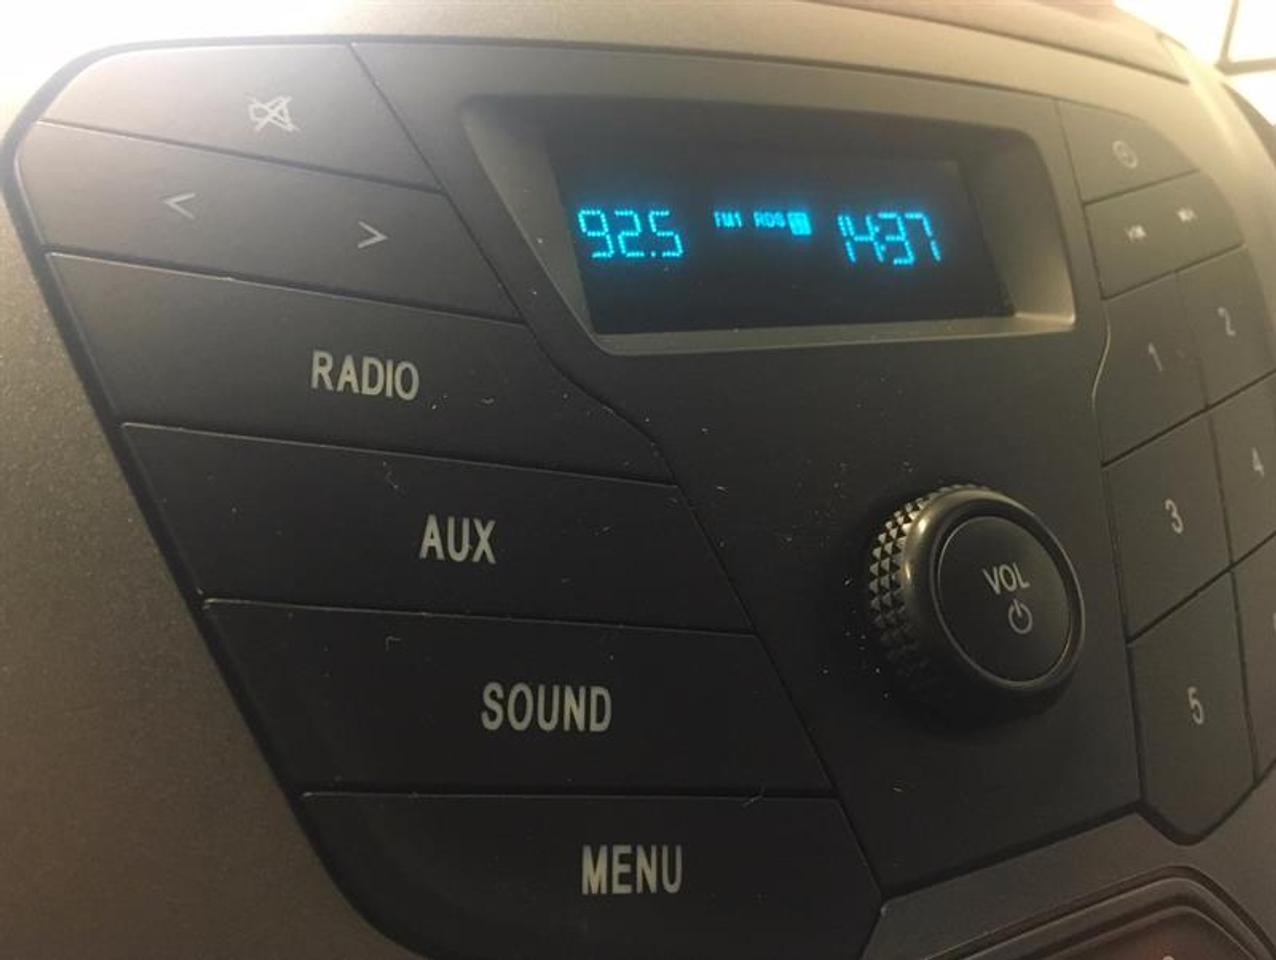 92.5 FM1 RDS 14:37
<
>
RADIO
AUX
SOUND
MENU
VOL
1
2
3
4
5